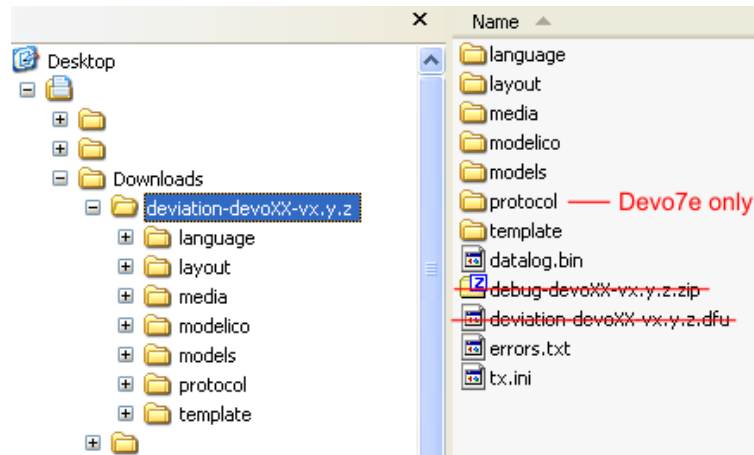 Name
Desktop
Downloads
deviation-devoXX-vx.y.z
language
layout
media
modelico
models
protocol
template
language
layout
media
modelico
models
protocol Devo7e only
template
datalog.bin
debug-devoXX-vx.y.z.zip
deviation-devoXX-vx.y.z.dfu
errors.txt
tx.ini